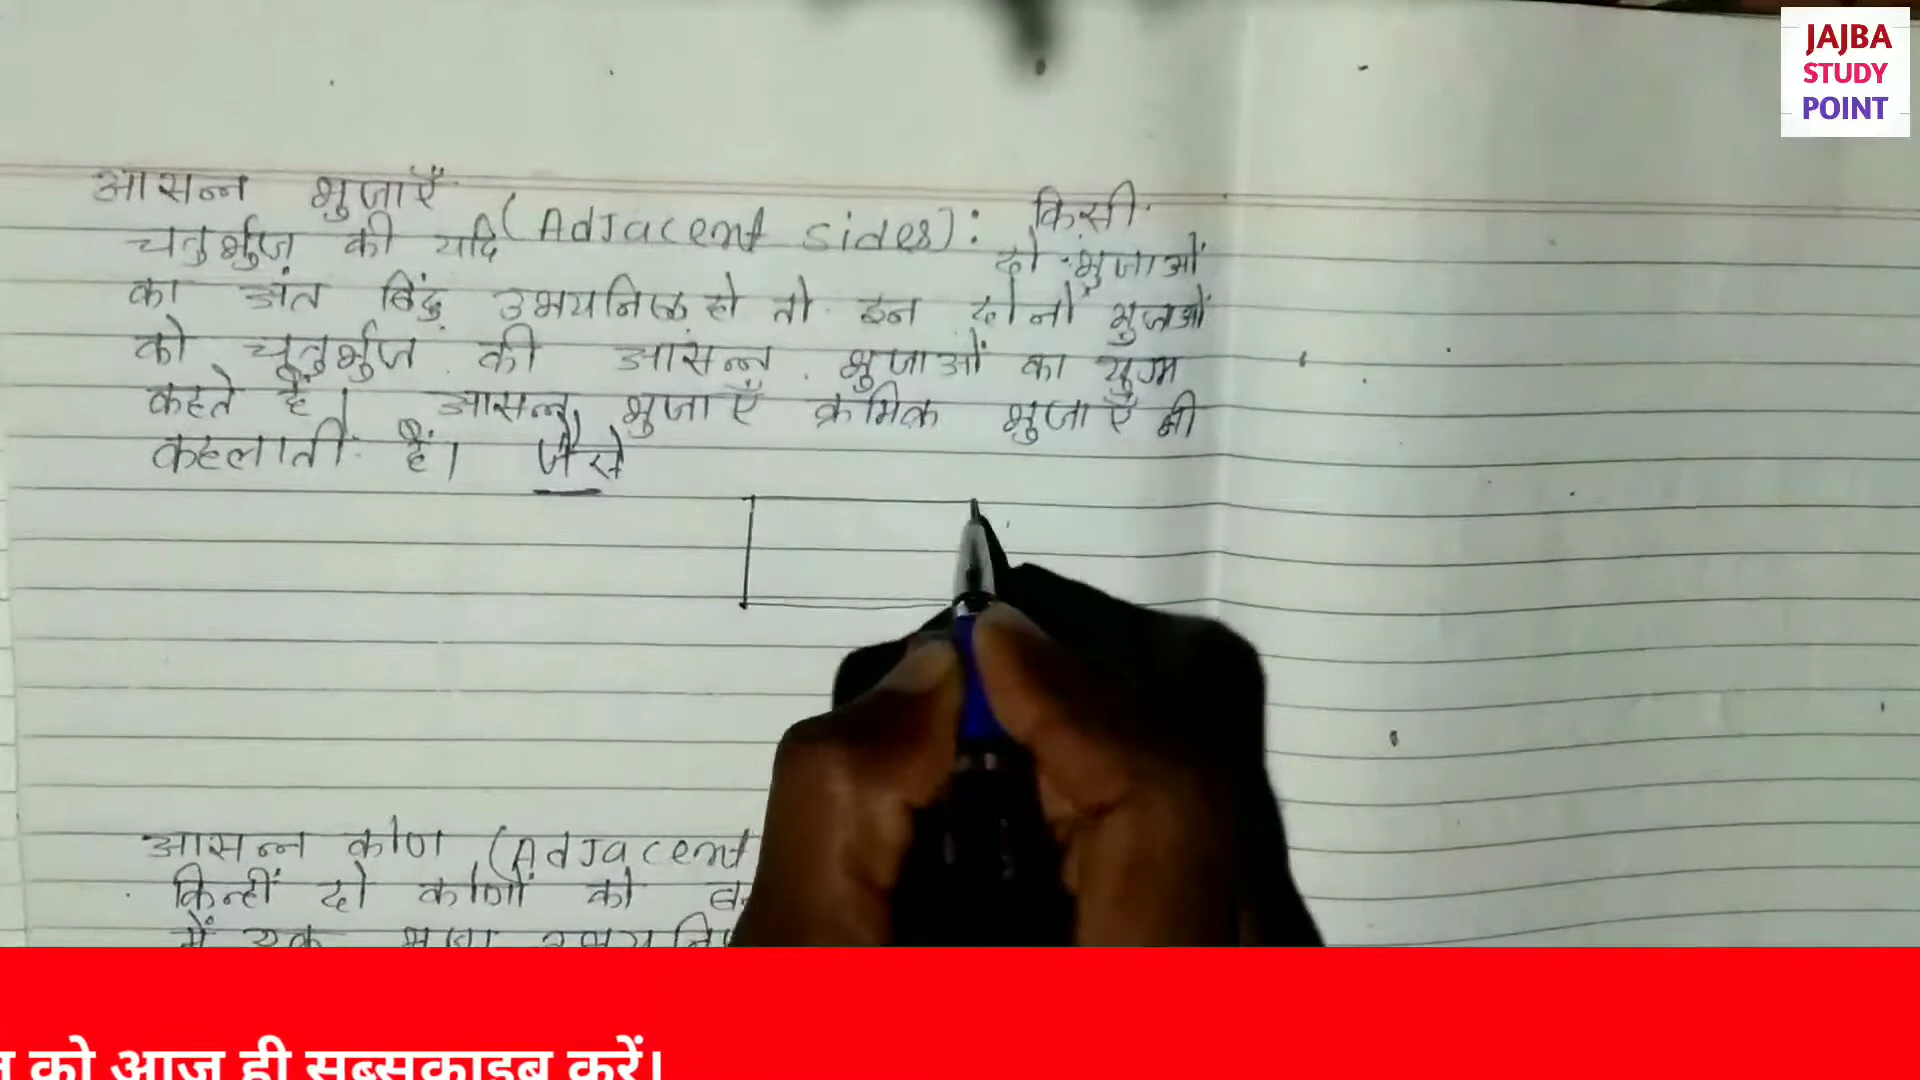 आसन्न भुजाएँ (Adjacent sides): किसी
चतुर्भुज की यदि दो भुजाओं
का अंत बिंदु उभयनिष्ठ हो तो इन दोनों भुजाओं
को चतुर्भुज की आसन्न भुजाओं का युग्म
कहते हैं। आसन्न भुजाएँ क्रमिक भुजाएँ भी
कहलाती हैं। जैसे
आसन्न कोण (Adjacent
किन्हीं दो कोणों को
में एक भुजा
को आज ही सब्सक्राइब करें।
JAJBA
STUDY
POINT